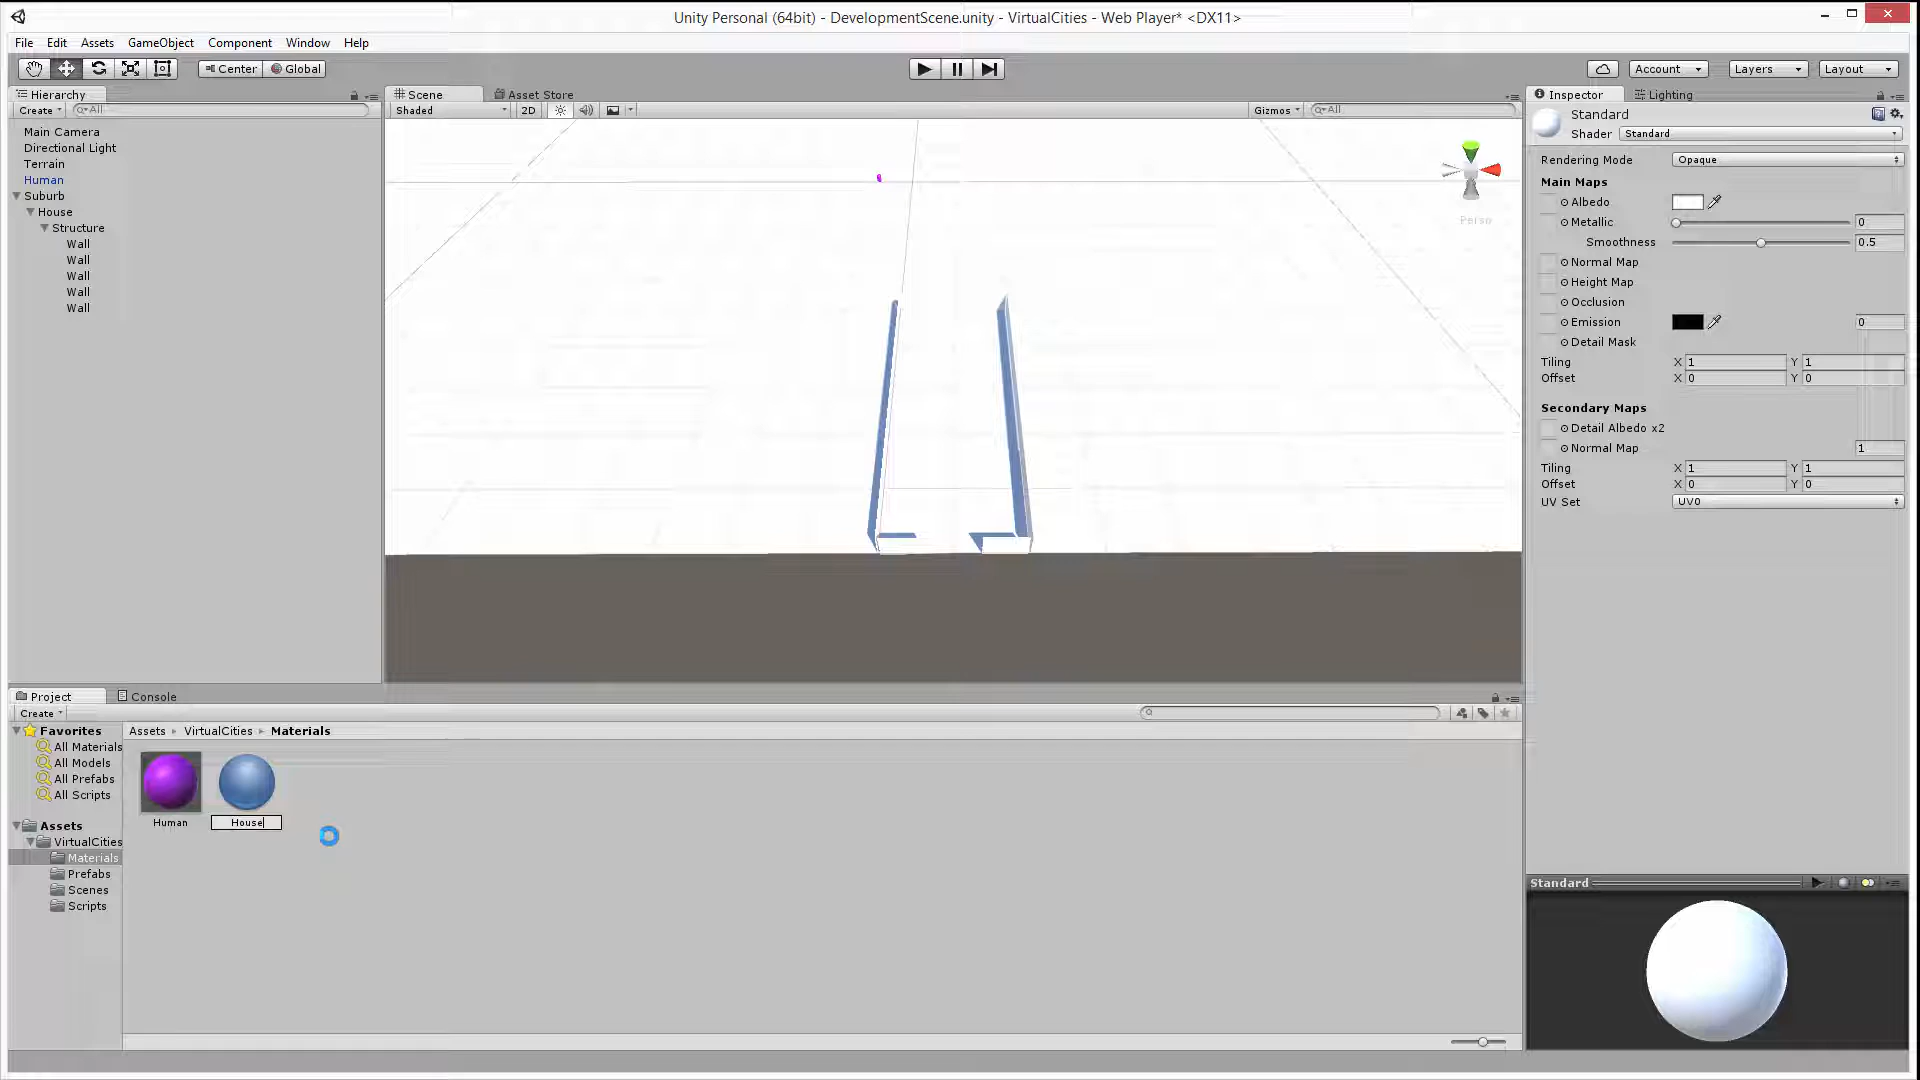 Unity Personal (64bit) - DevelopmentScene.unity - VirtualCities - Web Player* <DX11>
File Edit Assets GameObject Component Window Help
Center Global Account Layers Layout
Hierarchy
Create All
Main Camera
Directional Light
Terrain
Human
Suburb
House
Structure
Wall
Wall
Wall
Wall
Wall
Scene Asset Store
Shaded 2D Gizmos All
Persp
Inspector Lighting
Standard
Shader Standard
Rendering Mode Opaque
Main Maps
Albedo
Metallic 0
Smoothness 0.5
Normal Map
Height Map
Occlusion
Emission 0
Detail Mask
Tiling X 1 Y 1
Offset X 0 Y 0
Secondary Maps
Detail Albedo x2
Normal Map 1
Tiling X 1 Y 1
Offset X 0 Y 0
UV Set UV0
Project Console
Create
Favorites
All Materials
All Models
All Prefabs
All Scripts
Assets
VirtualCities
Materials
Prefabs
Scenes
Scripts
Assets VirtualCities Materials
Human House
Standard